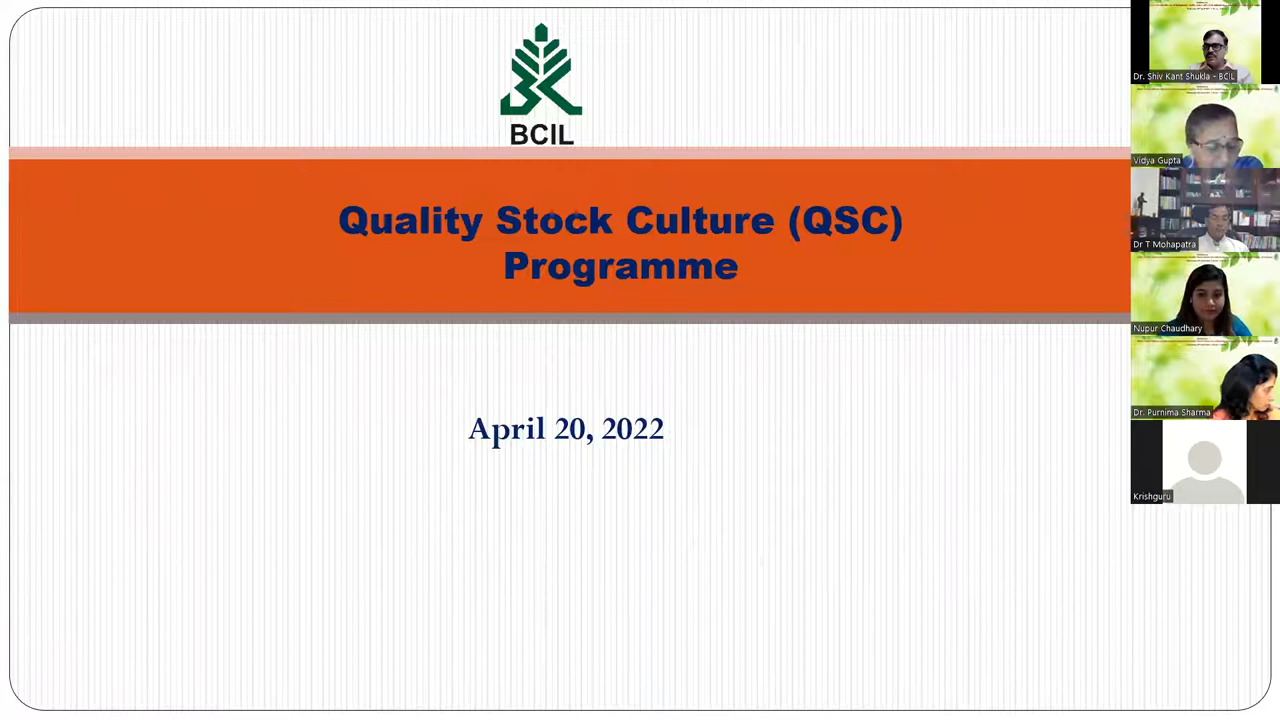 BCIL
Quality Stock Culture (QSC)
Programme
April 20, 2022
Dr. Shiv Kant Shukla - BCIL
Vidya Gupta
Dr T Mohapatra
Nupur Chaudhary
Dr. Purnima Sharma
Krishguru